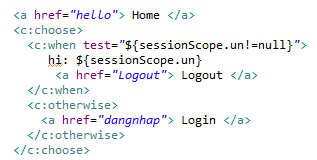 <a href="hello"> Home </a>
<c:choose>
<c:when test="${sessionScope.un!=null}">
hi: ${sessionScope.un}
<a href="Logout"> Logout </a>
</c:when>
<c:otherwise>
<a href="dangnhap"> Login </a>
</c:otherwise>
</c:choose>